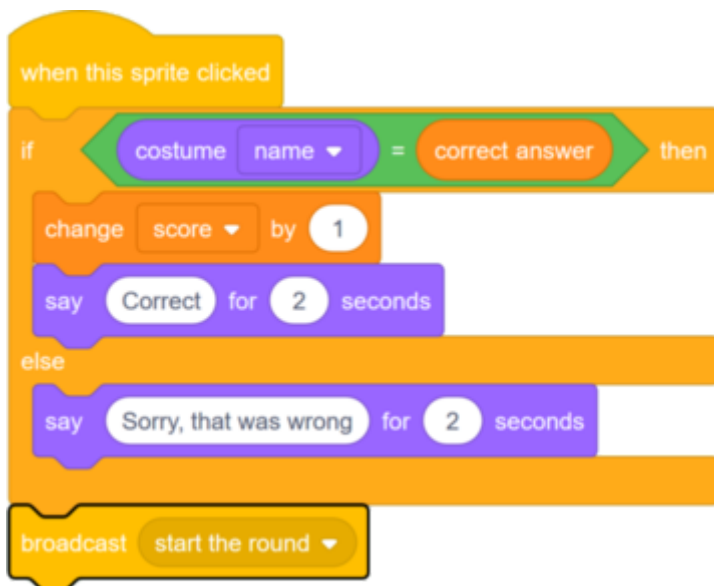 when this sprite clicked
if costume name = correct answer then
change score by 1
say Correct for 2 seconds
else
say Sorry, that was wrong for 2 seconds
broadcast start the round